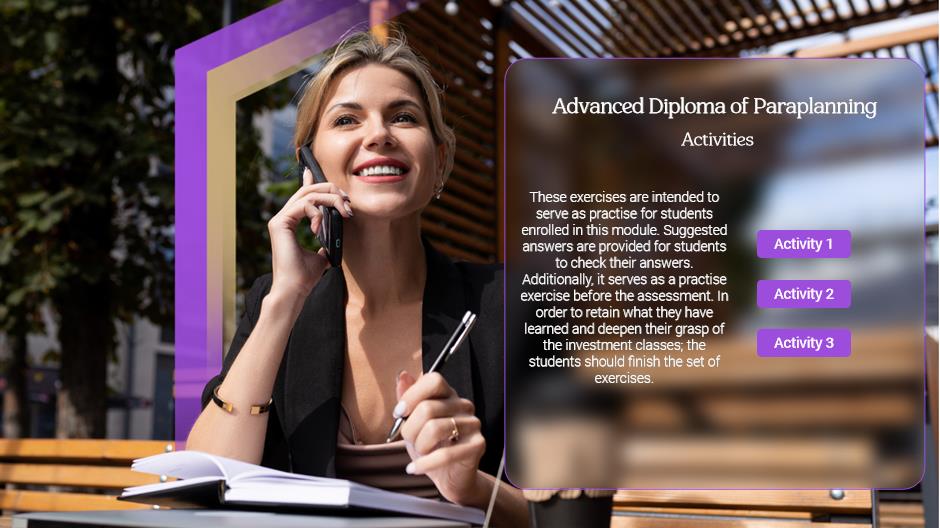 Advanced Diploma of Paraplanning
Activities
These exercises are intended to
serve as practise for students
enrolled in this module. Suggested
answers are provided for students
to check their answers.
Additionally, it serves as a practise
exercise before the assessment. In
order to retain what they have
learned and deepen their grasp of
the investment classes; the
students should finish the set of
exercises.
Activity 1
Activity 2
Activity 3